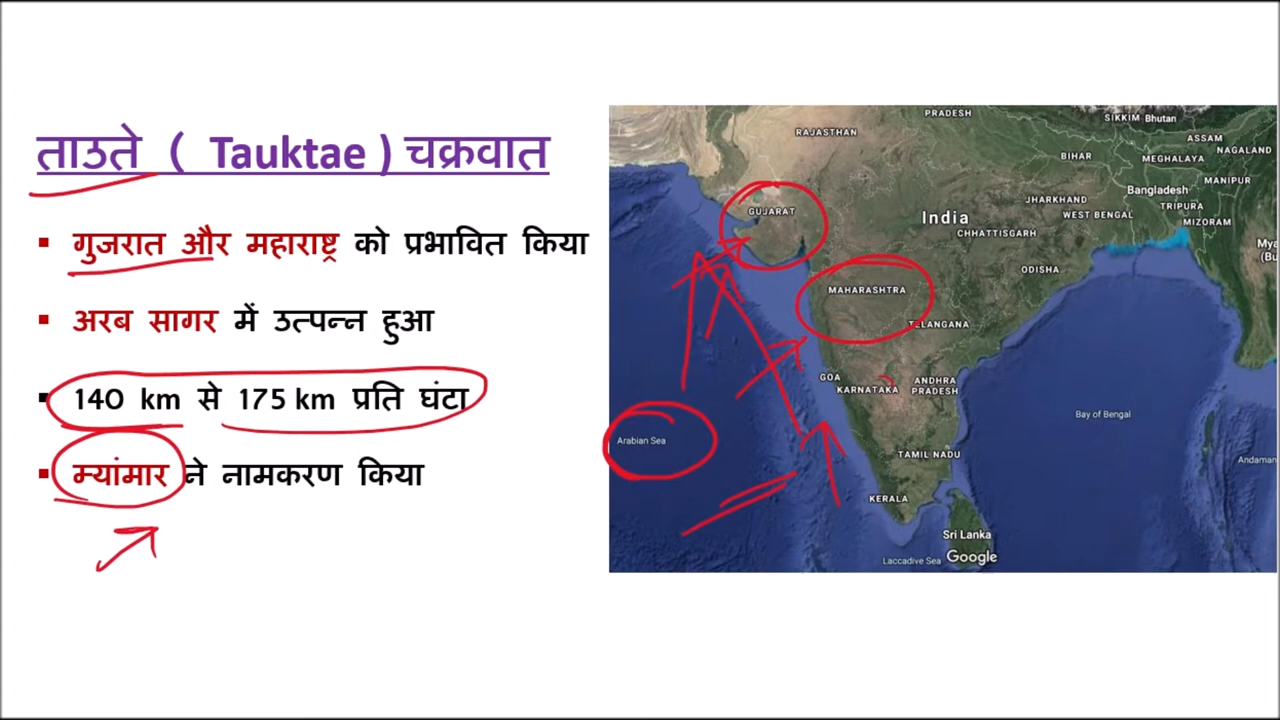 ताउते ( Tauktae ) चक्रवात
▪ गुजरात और महाराष्ट्र को प्रभावित किया
▪ अरब सागर में उत्पन्न हुआ
▪ 140 km से 175 km प्रति घंटा
▪ म्यांमार ने नामकरण किया
PRADESH
SIKKIM Bhutan
RAJASTHAN
ASSAM
NAGALAND
BIHAR
MEGHALAYA
MANIPUR
Bangladesh
JHARKHAND
TRIPURA
GUJARAT
India
WEST BENGAL
MIZORAM
CHHATTISGARH
ODISHA
MAHARASHTRA
TELANGANA
GOA
KARNATAKA
ANDHRA
PRADESH
Bay of Bengal
Arabian Sea
TAMIL NADU
Andaman
KERALA
Sri Lanka
Laccadive Sea
Google